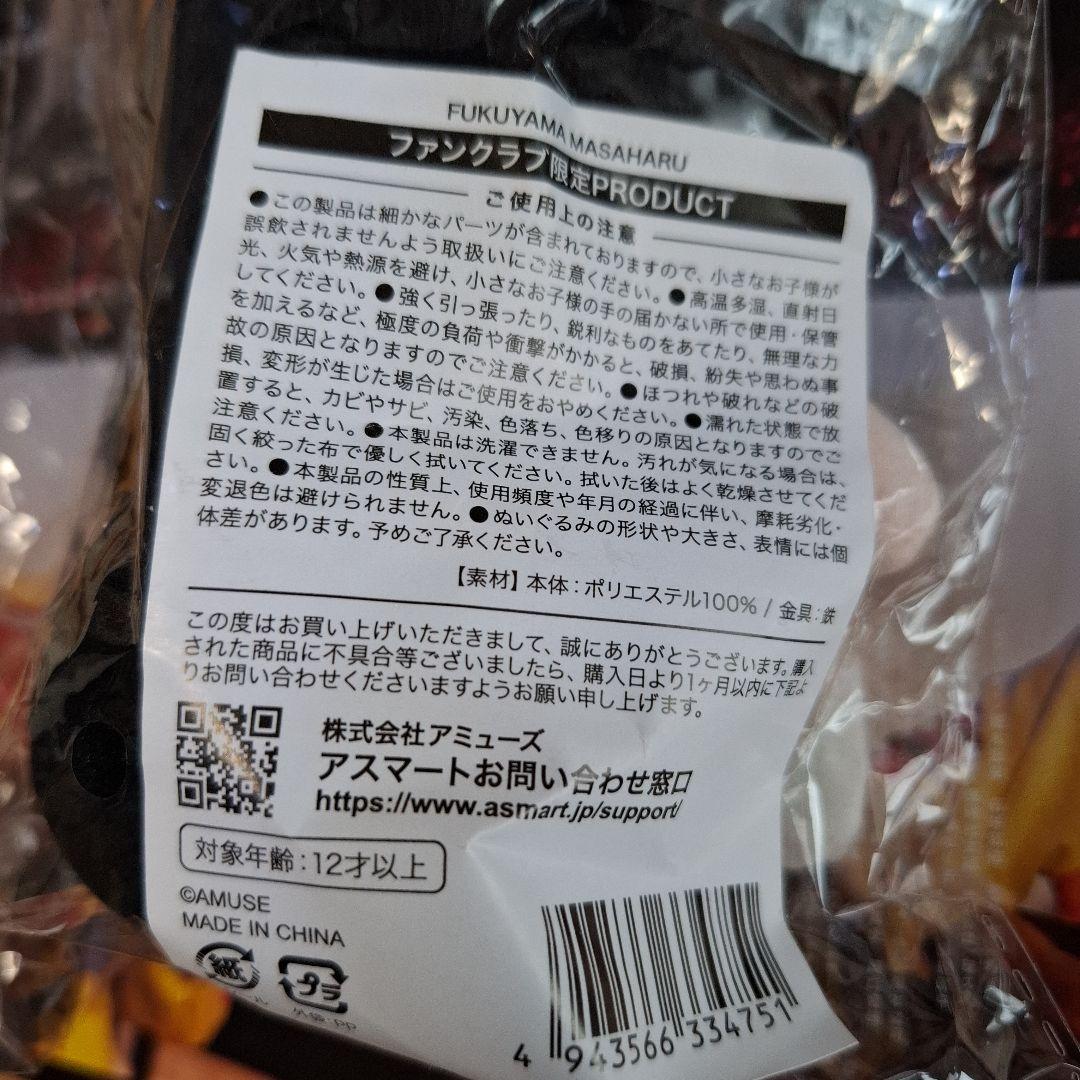 FUKUYAMA MASAHARU
ファンクラブ限定PRODUCT
ご使用上の注意
●この製品は細かなパーツが含まれておりますので、小さなお子様が
誤飲されませんよう取扱いにご注意ください。●高温多湿、直射日
光、火気や熱源を避け、小さなお子様の手の届かない所で使用・保管
してください。●強く引っ張ったり、鋭利なものをあてたり、無理な力
を加えるなど、極度の負荷や衝撃がかかると、破損、紛失や思わぬ事
故の原因となりますのでご注意ください。●ほつれや破れなどの破
損、変形が生じた場合はご使用をおやめください。●濡れた状態で放
置すると、カビやサビ、汚染、色落ち、色移りの原因となりますのでご
注意ください。●本製品は洗濯できません。汚れが気になる場合は、
固く絞った布で優しく拭いてください。拭いた後はよく乾燥させてくだ
さい。●本製品の性質上、使用頻度や年月の経過に伴い、摩耗劣化・
変退色は避けられません。●ぬいぐるみの形状や大きさ、表情には個
体差があります。予めご了承ください。
【素材】本体：ポリエステル100% / 金具：鉄
この度はお買い上げいただきまして、誠にありがとうございます。購入
された商品に不具合等ございましたら、購入日より1ヶ月以内に下記よ
りお問い合わせくださいますようお願い申し上げます。
株式会社アミューズ
アスマートお問い合わせ窓口
https://www.asmart.jp/support/
対象年齢：12才以上
©AMUSE
MADE IN CHINA
紙
プラ
外袋：PP
4 943566 334751